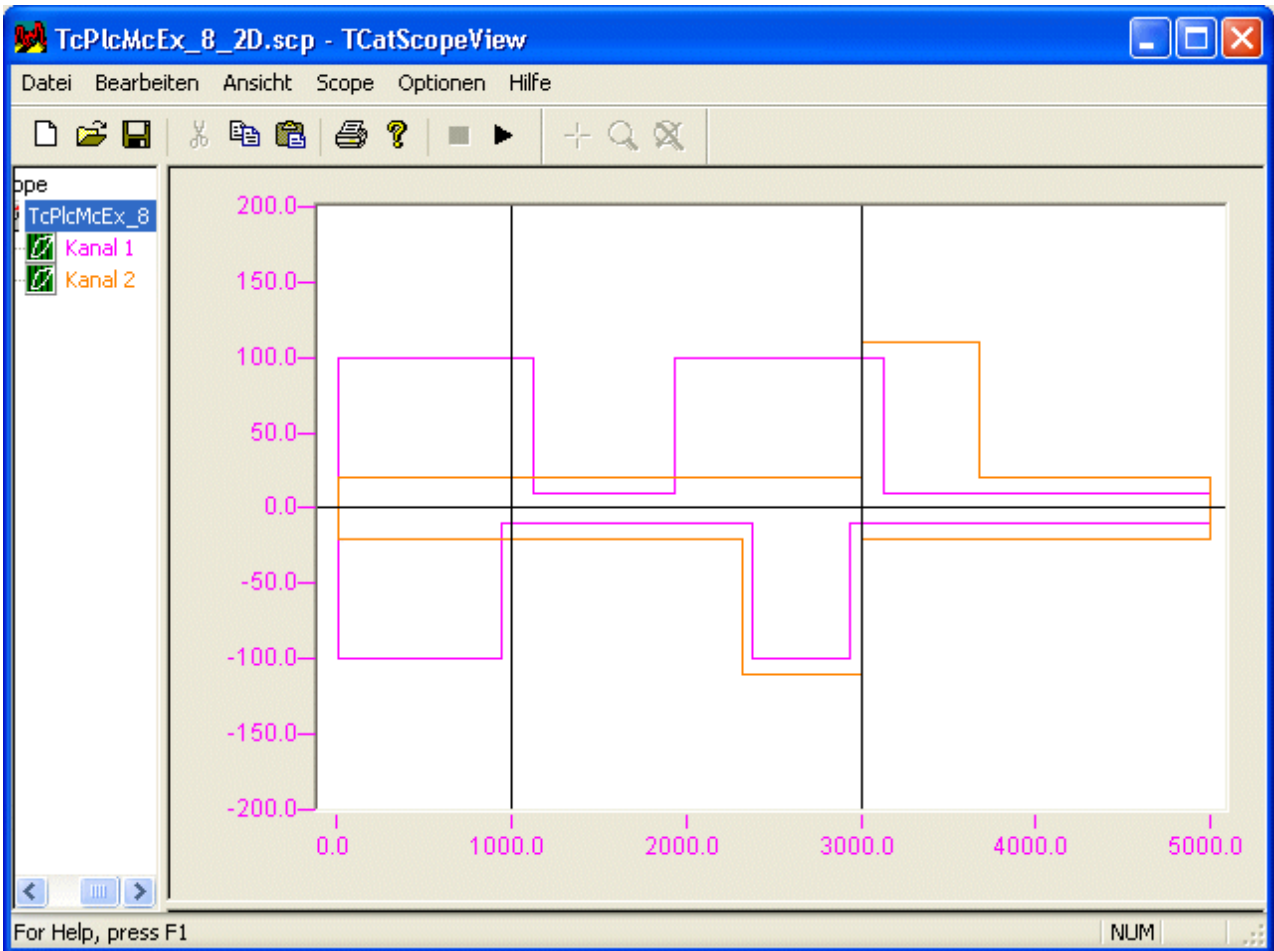 TcPlcMcEx_8_2D.scp - TCatScopeView
Datei Bearbeiten Ansicht Scope Optionen Hilfe
ope
TcPlcMcEx_8
Kanal 1
Kanal 2
200.0
150.0
100.0
50.0
0.0
-50.0
-100.0
-150.0
-200.0
0.0 1000.0 2000.0 3000.0 4000.0 5000.0
For Help, press F1 NUM